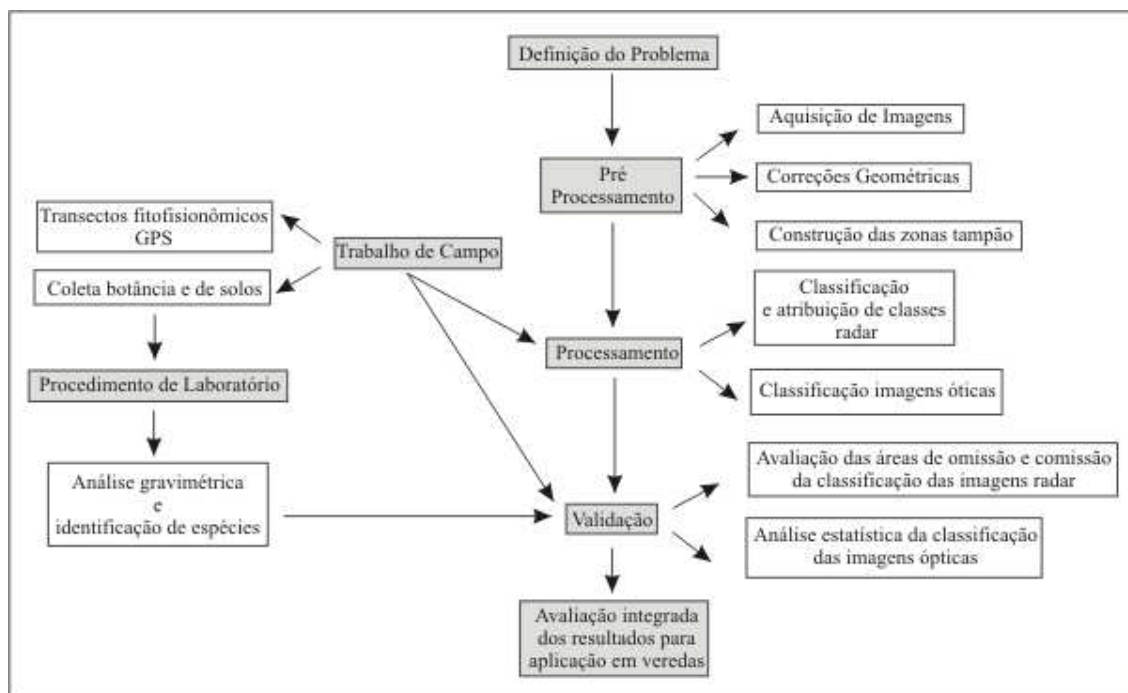 Definição do Problema
Aquisição de Imagens
Pré
Processamento
Correções Geométricas
Construção das zonas tampão
Transectos fitofisionômicos
GPS
Trabalho de Campo
Coleta botância e de solos
Classificação
e atribuição de classes
radar
Processamento
Procedimento de Laboratório
Classificação imagens óticas
Análise gravimétrica
e
identificação de espécies
Avaliação das áreas de omissão e comissão
da classificação das imagens radar
Validação
Análise estatística da classificação
das imagens ópticas
Avaliação integrada
dos resultados para
aplicação em veredas